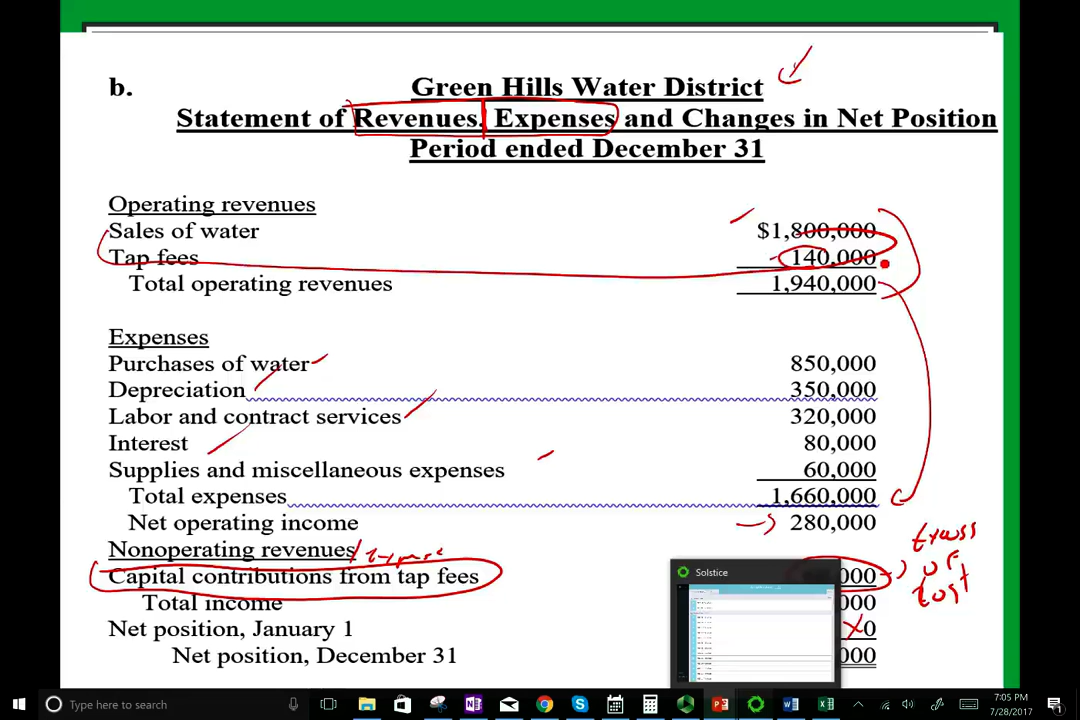 b. Green Hills Water District
Statement of Revenues, Expenses and Changes in Net Position
Period ended December 31
Operating revenues
Sales of water $1,800,000
Tap fees 140,000
Total operating revenues 1,940,000
Expenses
Purchases of water 850,000
Depreciation 350,000
Labor and contract services 320,000
Interest 80,000
Supplies and miscellaneous expenses 60,000
Total expenses 1,660,000
Net operating income 280,000
Nonoperating revenues
Capital contributions from tap fees 000
Total income 000
Net position, January 1 0
Net position, December 31 000
of
cost
Solstice
Type here to search
7:05 PM
7/28/2017